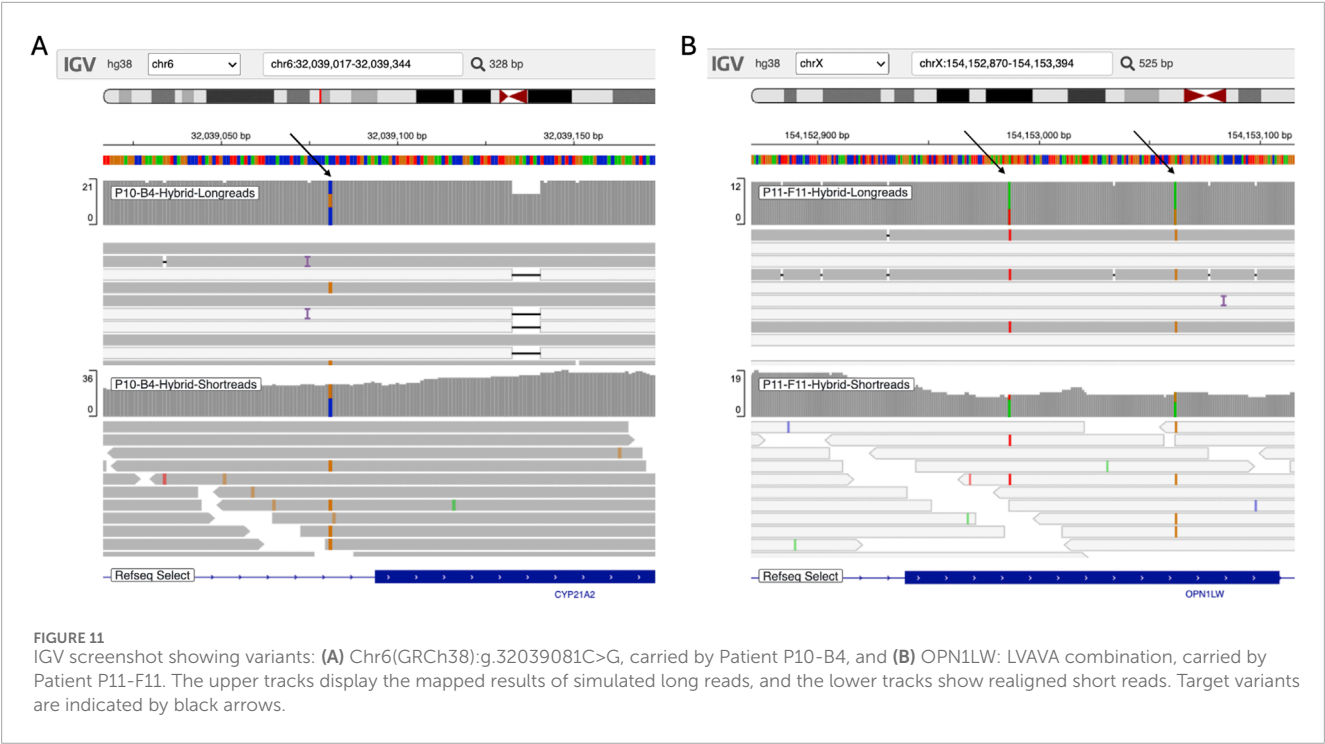 A
IGV hg38 chr6 chr6:32,039,017-32,039,344 328 bp
32,039,050 bp 32,039,100 bp 32,039,150 bp
21
P10-B4-Hybrid-Longreads
0
I
I
36
P10-B4-Hybrid-Shortreads
0
Refseq Select
CYP21A2
B
IGV hg38 chrX chrX:154,152,870-154,153,394 525 bp
154,152,900 bp 154,153,000 bp 154,153,100 bp
12
P11-F11-Hybrid-Longreads
0
I
19
P11-F11-Hybrid-Shortreads
0
Refseq Select
OPN1LW
FIGURE 11
IGV screenshot showing variants: (A) Chr6(GRCh38):g.32039081C>G, carried by Patient P10-B4, and (B) OPN1LW: LVAVA combination, carried by
Patient P11-F11. The upper tracks display the mapped results of simulated long reads, and the lower tracks show realigned short reads. Target variants
are indicated by black arrows.